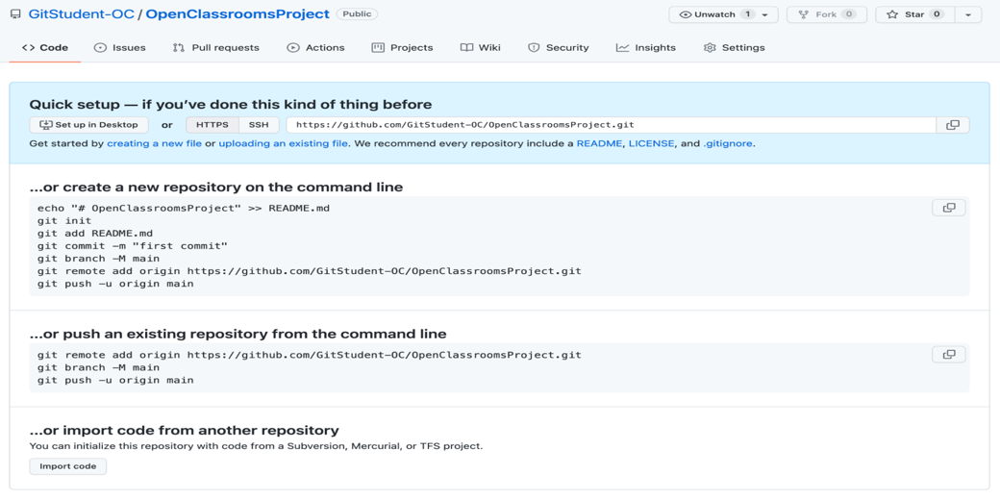 GitStudent-OC / OpenClassroomsProject Public Unwatch 1 Fork 0 Star 0
Code Issues Pull requests Actions Projects Wiki Security Insights Settings
Quick setup — if you've done this kind of thing before
Set up in Desktop or HTTPS SSH https://github.com/GitStudent-OC/OpenClassroomsProject.git
Get started by creating a new file or uploading an existing file. We recommend every repository include a README, LICENSE, and .gitignore.
...or create a new repository on the command line
echo "# OpenClassroomsProject" >> README.md
git init
git add README.md
git commit -m "first commit"
git branch -M main
git remote add origin https://github.com/GitStudent-OC/OpenClassroomsProject.git
git push -u origin main
...or push an existing repository from the command line
git remote add origin https://github.com/GitStudent-OC/OpenClassroomsProject.git
git branch -M main
git push -u origin main
...or import code from another repository
You can initialize this repository with code from a Subversion, Mercurial, or TFS project.
Import code